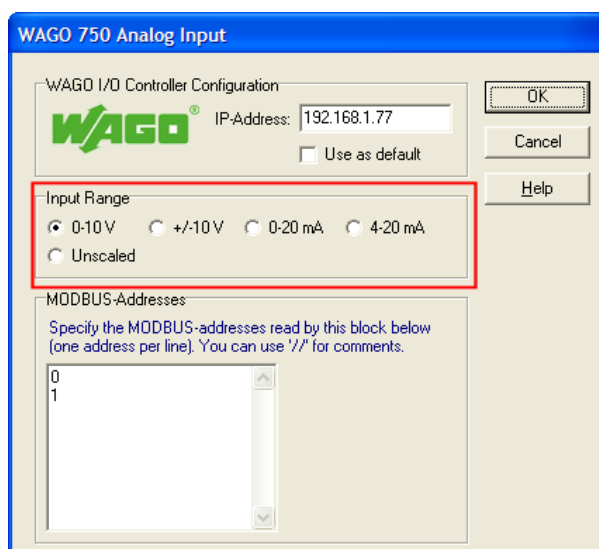 WAGO 750 Analog Input
WAGO I/O Controller Configuration
WAGO®
IP-Address: 192.168.1.77
Use as default
OK
Cancel
Help
Input Range
0-10 V +/-10 V 0-20 mA 4-20 mA
Unscaled
MODBUS-Addresses
Specify the MODBUS-addresses read by this block below
(one address per line). You can use '//' for comments.
0
1